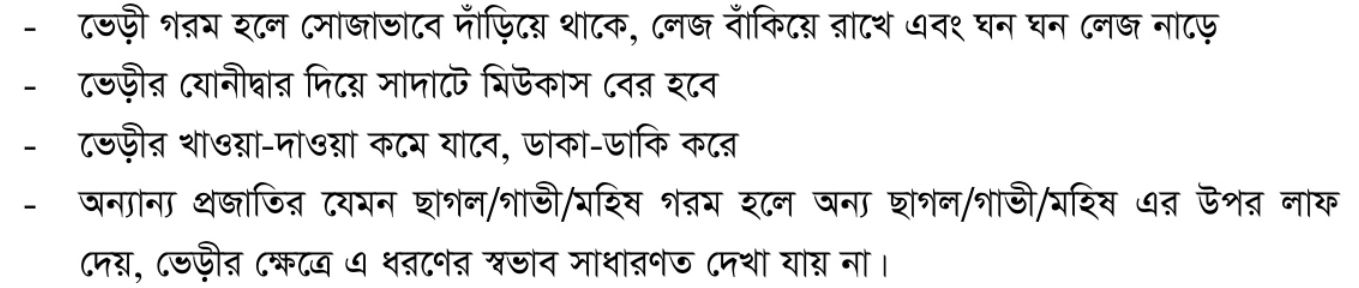 - ভেড়ী গরম হলে সোজাভাবে দাঁড়িয়ে থাকে, লেজ বাঁকিয়ে রাখে এবং ঘন ঘন লেজ নাড়ে
- ভেড়ীর যোনীদ্বার দিয়ে সাদাটে মিউকাস বের হবে
- ভেড়ীর খাওয়া-দাওয়া কমে যাবে, ডাকা-ডাকি করে
- অন্যান্য প্রজাতির যেমন ছাগল/গাভী/মহিষ গরম হলে অন্য ছাগল/গাভী/মহিষ এর উপর লাফ
দেয়, ভেড়ীর ক্ষেত্রে এ ধরণের স্বভাব সাধারণত দেখা যায় না।